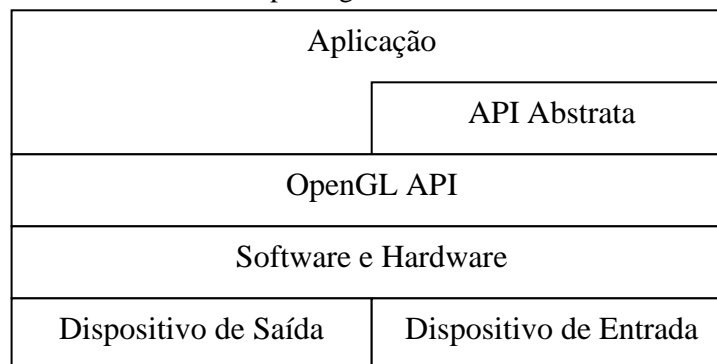 Aplicação
API Abstrata
OpenGL API
Software e Hardware
Dispositivo de Saída
Dispositivo de Entrada